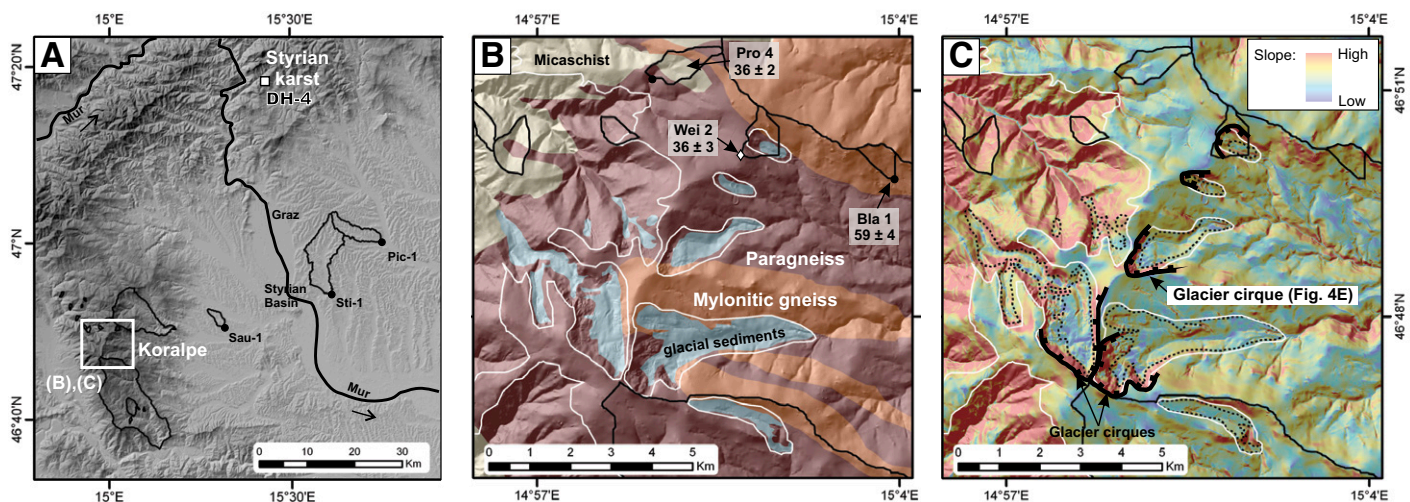 15°E
15°30'E
47°20'N
47°N
46°40'N
A
Styrian
karst
DH-4
Mur
Graz
Pic-1
Styrian
Basin
Sti-1
Sau-1
Koralpe
(B),(C)
Mur
0 10 20 30
Km
15°E
15°30'E
14°57'E
15°4'E
B
Micaschist
Pro 4
36 ± 2
Wei 2
36 ± 3
Bla 1
59 ± 4
Paragneiss
Mylonitic gneiss
glacial sediments
0 1 2 3 4 5
Km
14°57'E
15°4'E
14°57'E
15°4'E
C
Slope:
High
Low
46°51'N
46°48'N
Glacier cirque (Fig. 4E)
Glacier cirques
0 1 2 3 4 5
Km
14°57'E
15°4'E